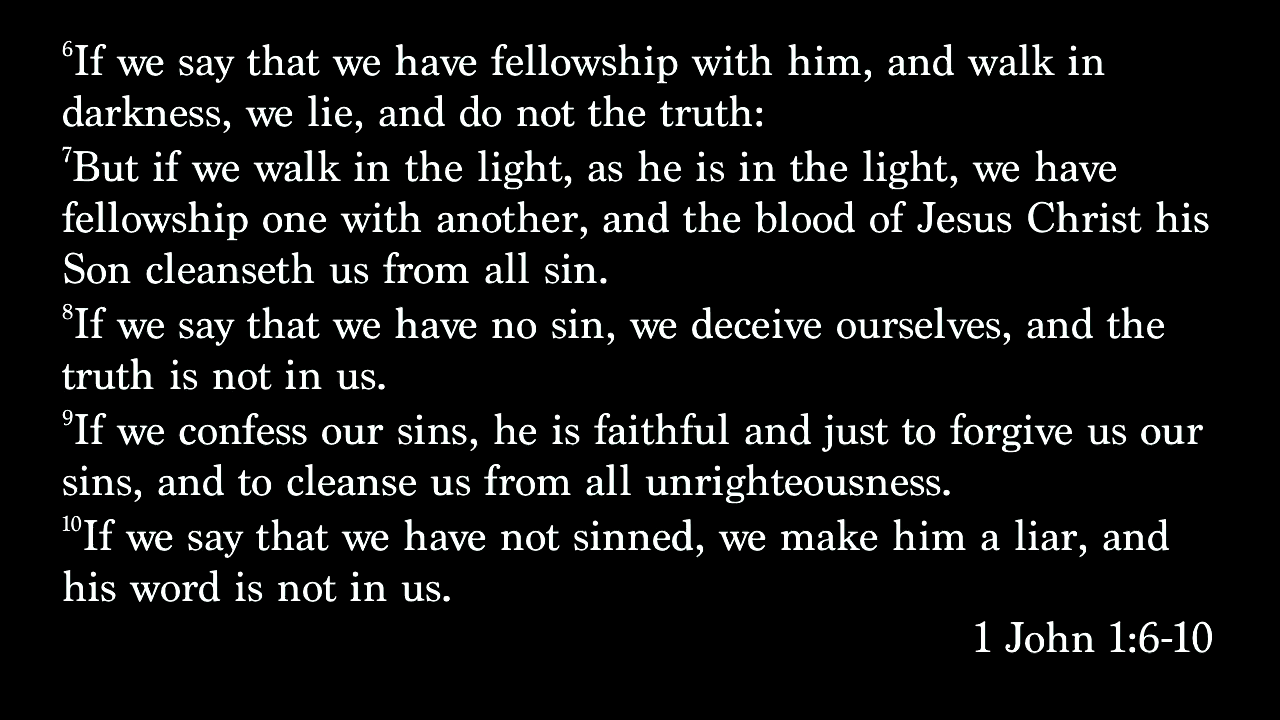 ⁶If we say that we have fellowship with him, and walk in
darkness, we lie, and do not the truth:
⁷But if we walk in the light, as he is in the light, we have
fellowship one with another, and the blood of Jesus Christ his
Son cleanseth us from all sin.
⁸If we say that we have no sin, we deceive ourselves, and the
truth is not in us.
⁹If we confess our sins, he is faithful and just to forgive us our
sins, and to cleanse us from all unrighteousness.
¹⁰If we say that we have not sinned, we make him a liar, and
his word is not in us.
1 John 1:6-10